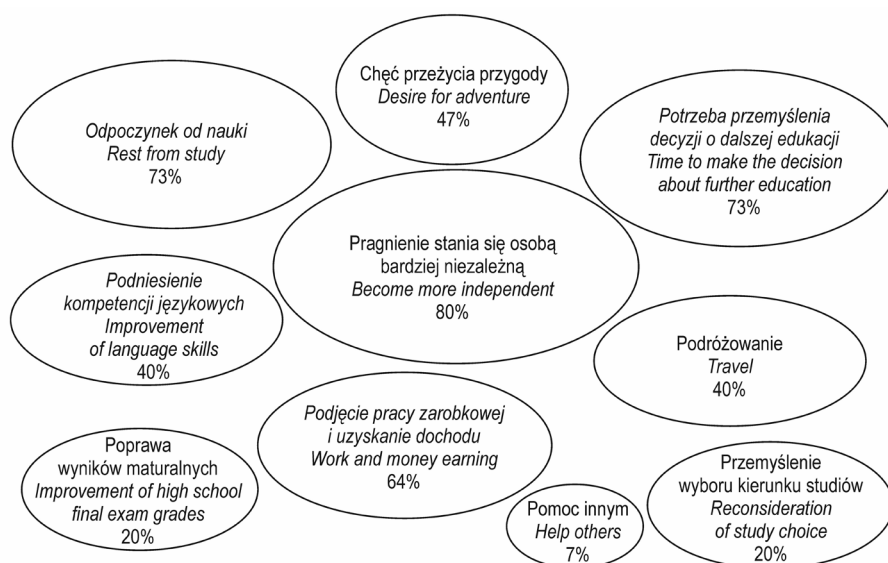 Chęć przeżycia przygody
Desire for adventure
47%
Odpoczynek od nauki
Rest from study
73%
Potrzeba przemyślenia
decyzji o dalszej edukacji
Time to make the decision
about further education
73%
Pragnienie stania się osobą
bardziej niezależną
Become more independent
80%
Podniesienie
kompetencji językowych
Improvement
of language skills
40%
Podróżowanie
Travel
40%
Podjęcie pracy zarobkowej
i uzyskanie dochodu
Work and money earning
64%
Poprawa
wyników maturalnych
Improvement of high school
final exam grades
20%
Pomoc innym
Help others
7%
Przemyślenie
wyboru kierunku studiów
Reconsideration
of study choice
20%